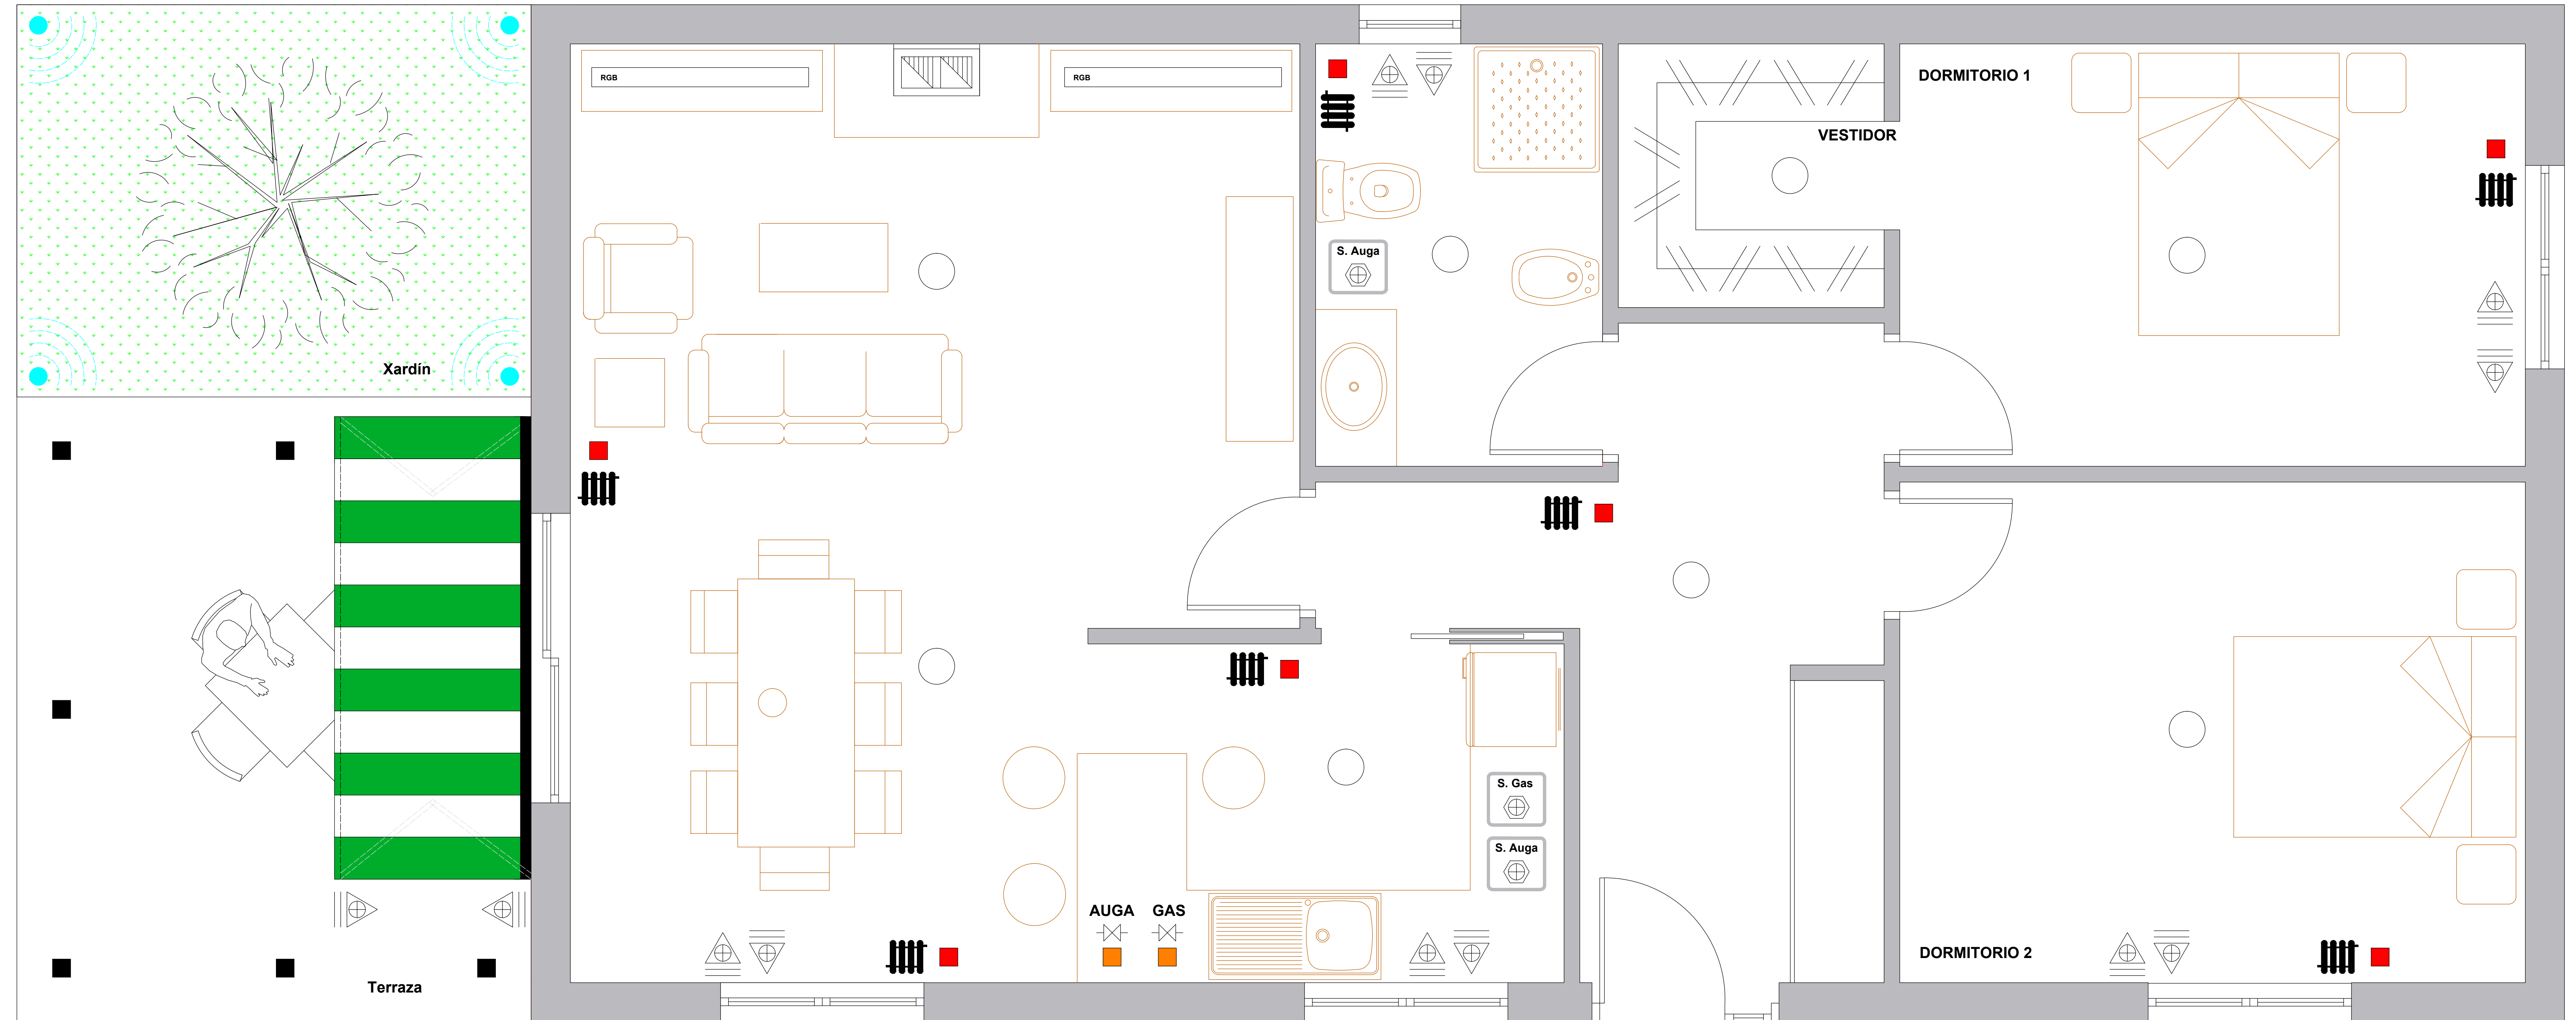 RGB
RGB
DORMITORIO 1
VESTIDOR
S. Auga
Xardín
S. Gas
S. Auga
AUGA
GAS
DORMITORIO 2
Terraza